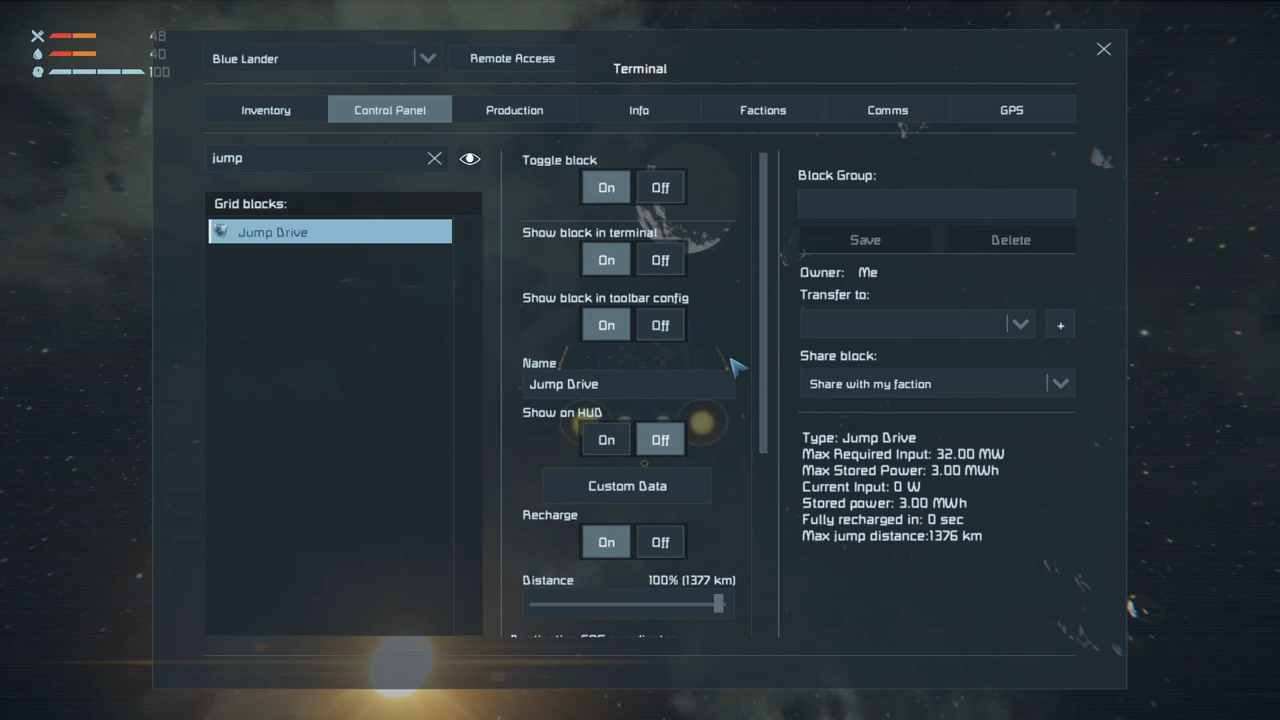 48
40
100
Blue Lander
Remote Access
Terminal
Inventory
Control Panel
Production
Info
Factions
Comms
GPS
jump
Grid blocks:
Jump Drive
Toggle block
On Off
Show block in terminal
On Off
Show block in toolbar config
On Off
Name
Jump Drive
Show on HUD
On Off
Custom Data
Recharge
On Off
Distance 100% (1377 km)
Destination GPS coordinates
Block Group:
Save Delete
Owner: Me
Transfer to:
+
Share block:
Share with my faction
Type: Jump Drive
Max Required Input: 32.00 MW
Max Stored Power: 3.00 MWh
Current Input: 0 W
Stored power: 3.00 MWh
Fully recharged in: 0 sec
Max jump distance:1376 km